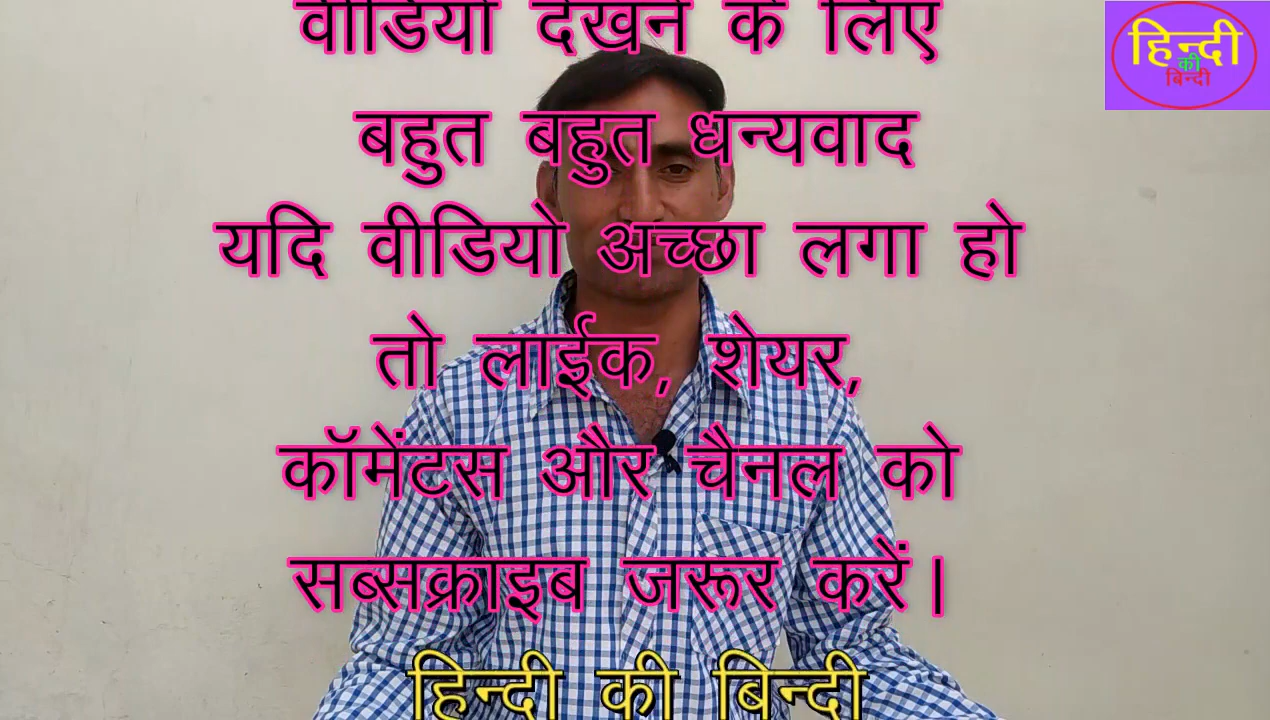 वीडियो देखने के लिए
हिन्दी
की
बिन्दी
बहुत बहुत धन्यवाद
यदि वीडियो अच्छा लगा हो
तो लाईक, शेयर,
कॉमेंटस और चैनल को
सब्सक्राइब जरूर करें।
हिन्दी की बिन्दी